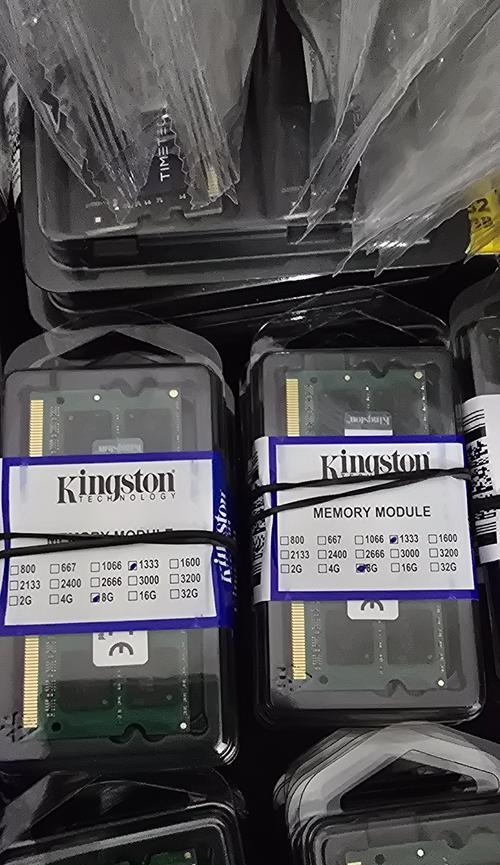 TIMETEC
Kingston
TECHNOLOGY
MEMORY MODULE
800 667 1066 1333 1600
2133 2400 2666 3000 3200
2G 4G 8G 16G 32G
CE
Kingston
Kingston
Kingston
MEMORY MODULE
800 667 1066 1333 1600
2133 2400 2666 3000 3200
2G 4G 8G 16G 32G